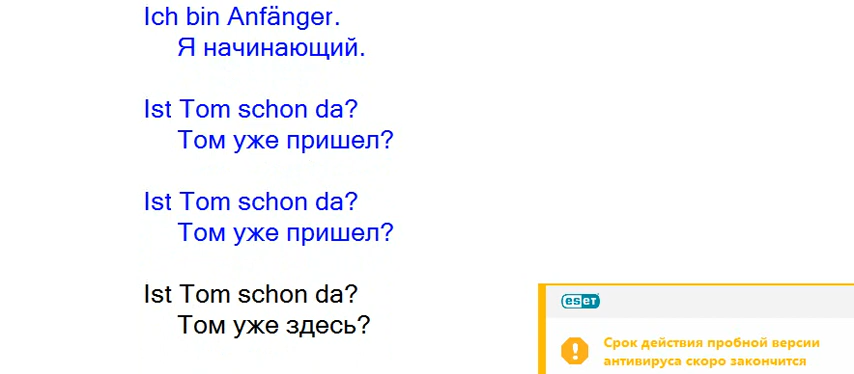 Ich bin Anfänger.
Я начинающий.
Ist Tom schon da?
Том уже пришел?
Ist Tom schon da?
Том уже пришел?
Ist Tom schon da?
Том уже здесь?
eset
Срок действия пробной версии
антивируса скоро закончится